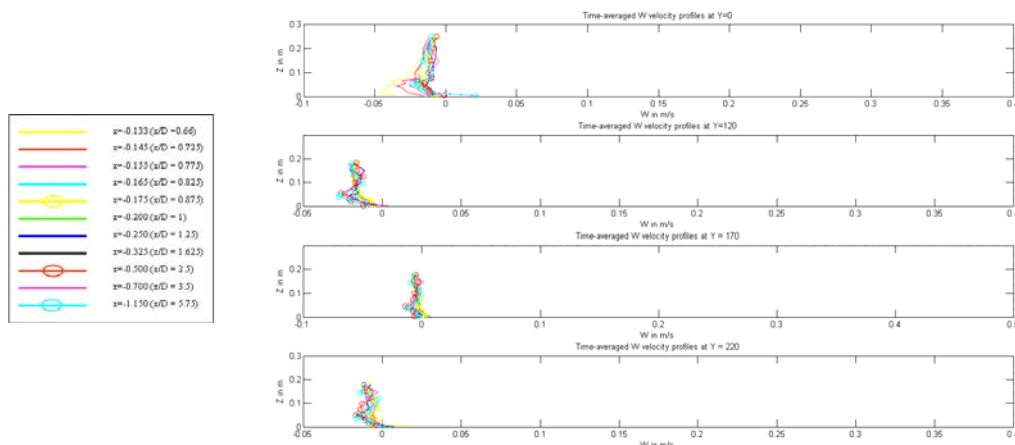 Time-averaged W velocity profiles at Y=0
Z in m
0.3
0.2
0.1
0
-0.1
-0.05
0
0.05
0.1
0.15
0.2
0.25
0.3
0.35
0.4
W in m/s
x=-0.133 (x/D =0.66)
x=-0.145 (x/D = 0.725)
x=-0.155 (x/D = 0.775)
x=-0.165 (x/D = 0.825)
x=-0.175 (x/D = 0.875)
x=-0.200 (x/D = 1)
x=-0.250 (x/D = 1.25)
x=-0.325 (x/D = 1.625)
x=-0.500 (x/D = 2.5)
x=-0.700 (x/D = 3.5)
x=-1.150 (x/D = 5.75)
Time-averaged W velocity profiles at Y=120
Z in m
0.2
0.1
0
-0.1
-0.05
0
0.05
0.1
0.15
0.2
0.25
0.3
0.35
W in m/s
Time-averaged W velocity profiles at Y = 170
Z in m
0.2
0.1
0
-0.1
0
0.1
0.2
0.3
0.4
W in m/s
Time-averaged W velocity profiles at Y = 220
Z in m
0.3
0.2
0.1
0
-0.1
-0.05
0
0.05
0.1
0.15
0.2
0.25
0.3
0.35
W in m/s